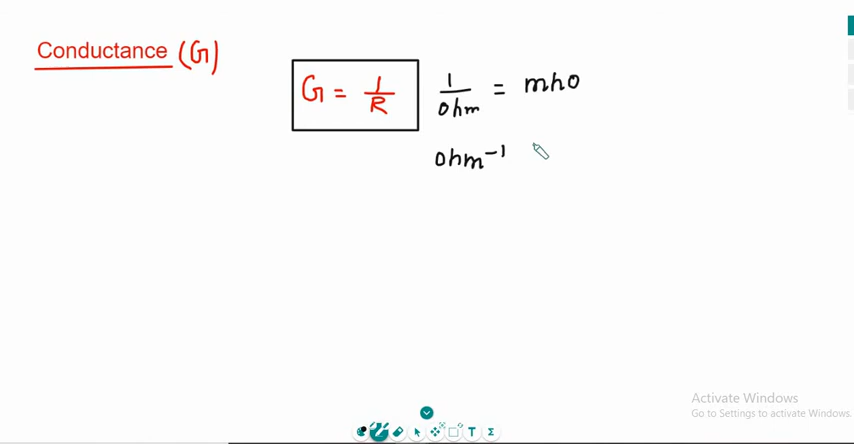 Conductance (G)
G = 1/R
1/ohm = mho
ohm⁻¹
Activate Windows
Go to Settings to activate Windows.